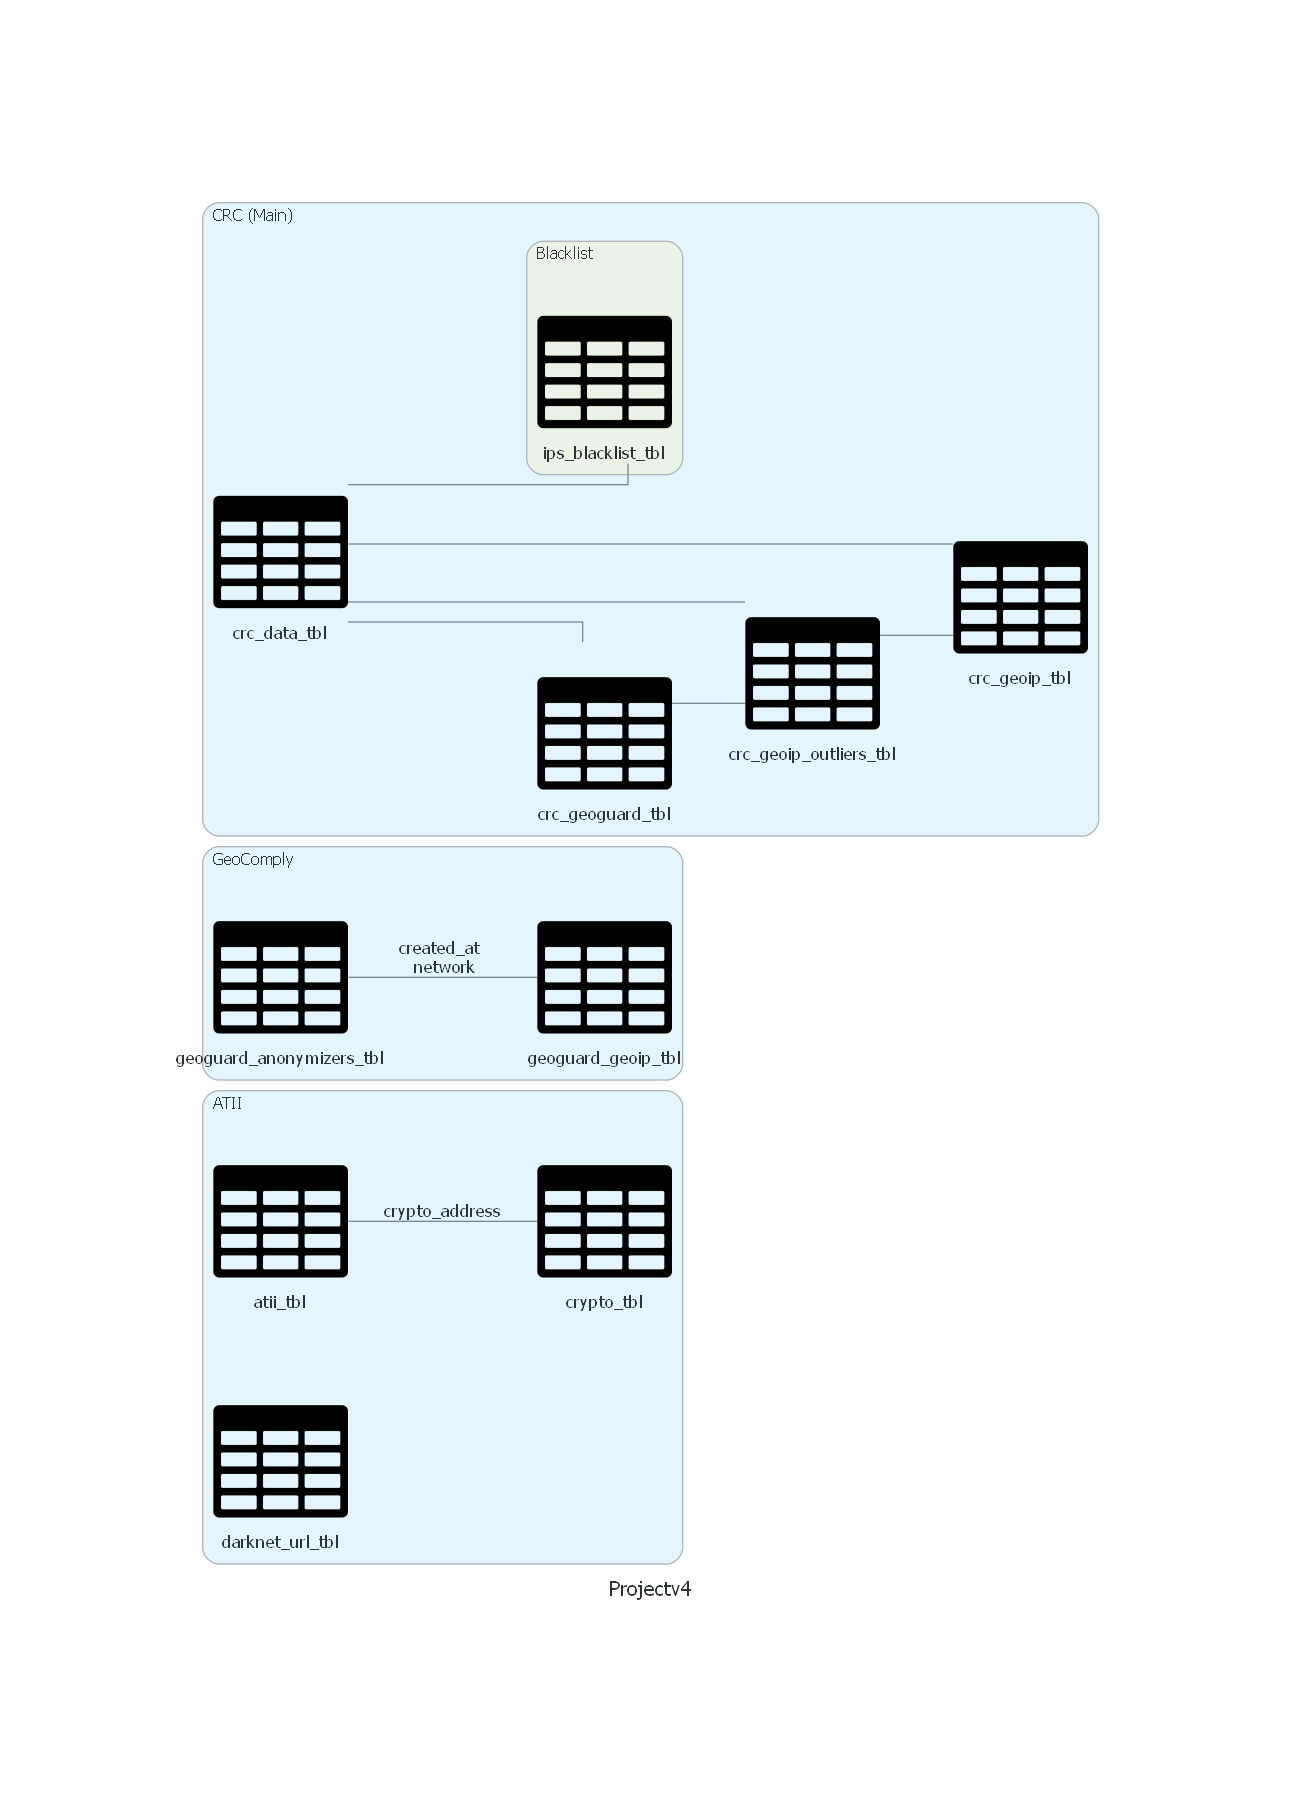 CRC (Main)
Blacklist
ips_blacklist_tbl
crc_data_tbl
crc_geoip_tbl
crc_geoip_outliers_tbl
crc_geoguard_tbl
GeoComply
created_at
network
geoguard_anonymizers_tbl
geoguard_geoip_tbl
ATII
crypto_address
atii_tbl
crypto_tbl
darknet_url_tbl
Projectv4